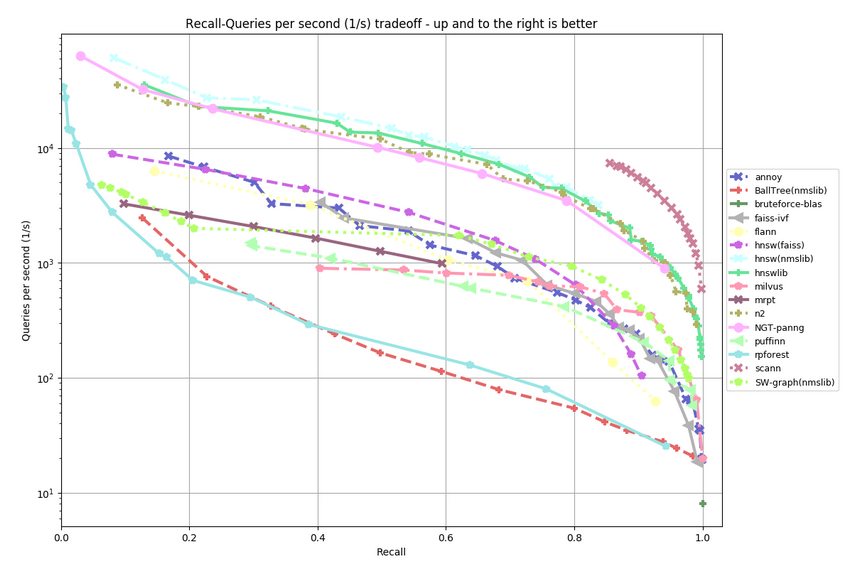 Recall-Queries per second (1/s) tradeoff - up and to the right is better
Queries per second (1/s)
10^4
10^3
10^2
10^1
0.0 0.2 0.4 0.6 0.8 1.0
Recall
annoy
BallTree(nmslib)
bruteforce-blas
faiss-ivf
flann
hnsw(faiss)
hnsw(nmslib)
hnswlib
milvus
mrpt
n2
NGT-panng
puffinn
rpforest
scann
SW-graph(nmslib)